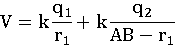 V = k q₁/r₁ + k q₂/(AB − r₁)